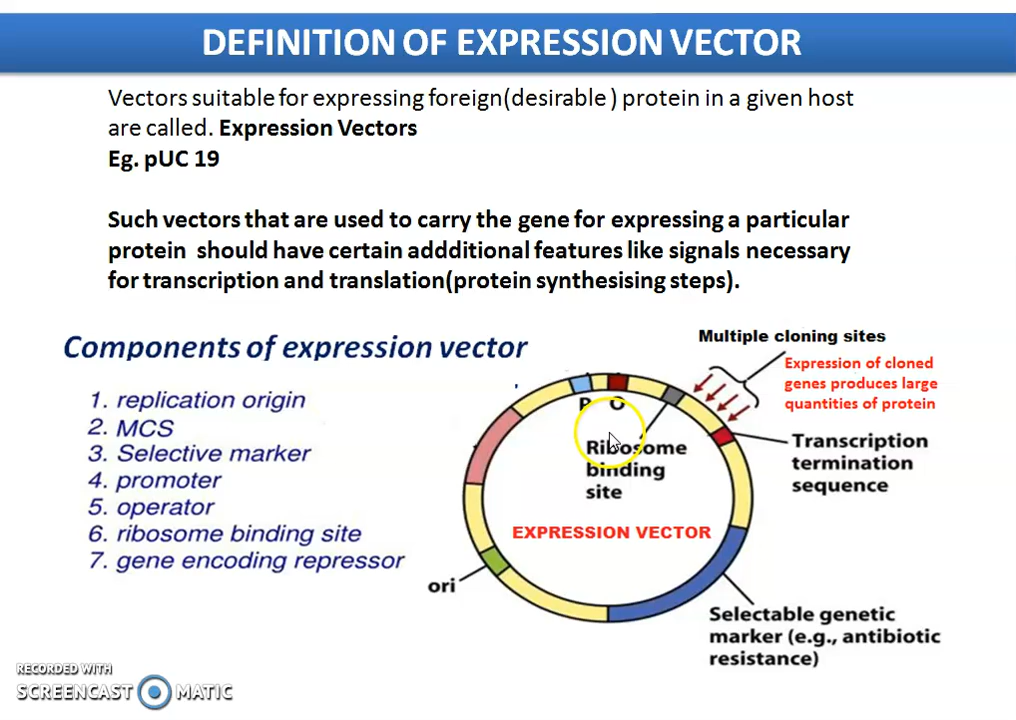 DEFINITION OF EXPRESSION VECTOR
Vectors suitable for expressing foreign(desirable ) protein in a given host
are called. Expression Vectors
Eg. pUC 19
Such vectors that are used to carry the gene for expressing a particular
protein should have certain addditional features like signals necessary
for transcription and translation(protein synthesising steps).
Components of expression vector
1. replication origin
2. MCS
3. Selective marker
4. promoter
5. operator
6. ribosome binding site
7. gene encoding repressor
Multiple cloning sites
Expression of cloned
genes produces large
quantities of protein
P O
Ribosome
binding
site
Transcription
termination
sequence
EXPRESSION VECTOR
ori
Selectable genetic
marker (e.g., antibiotic
resistance)
RECORDED WITH
SCREENCAST MATIC